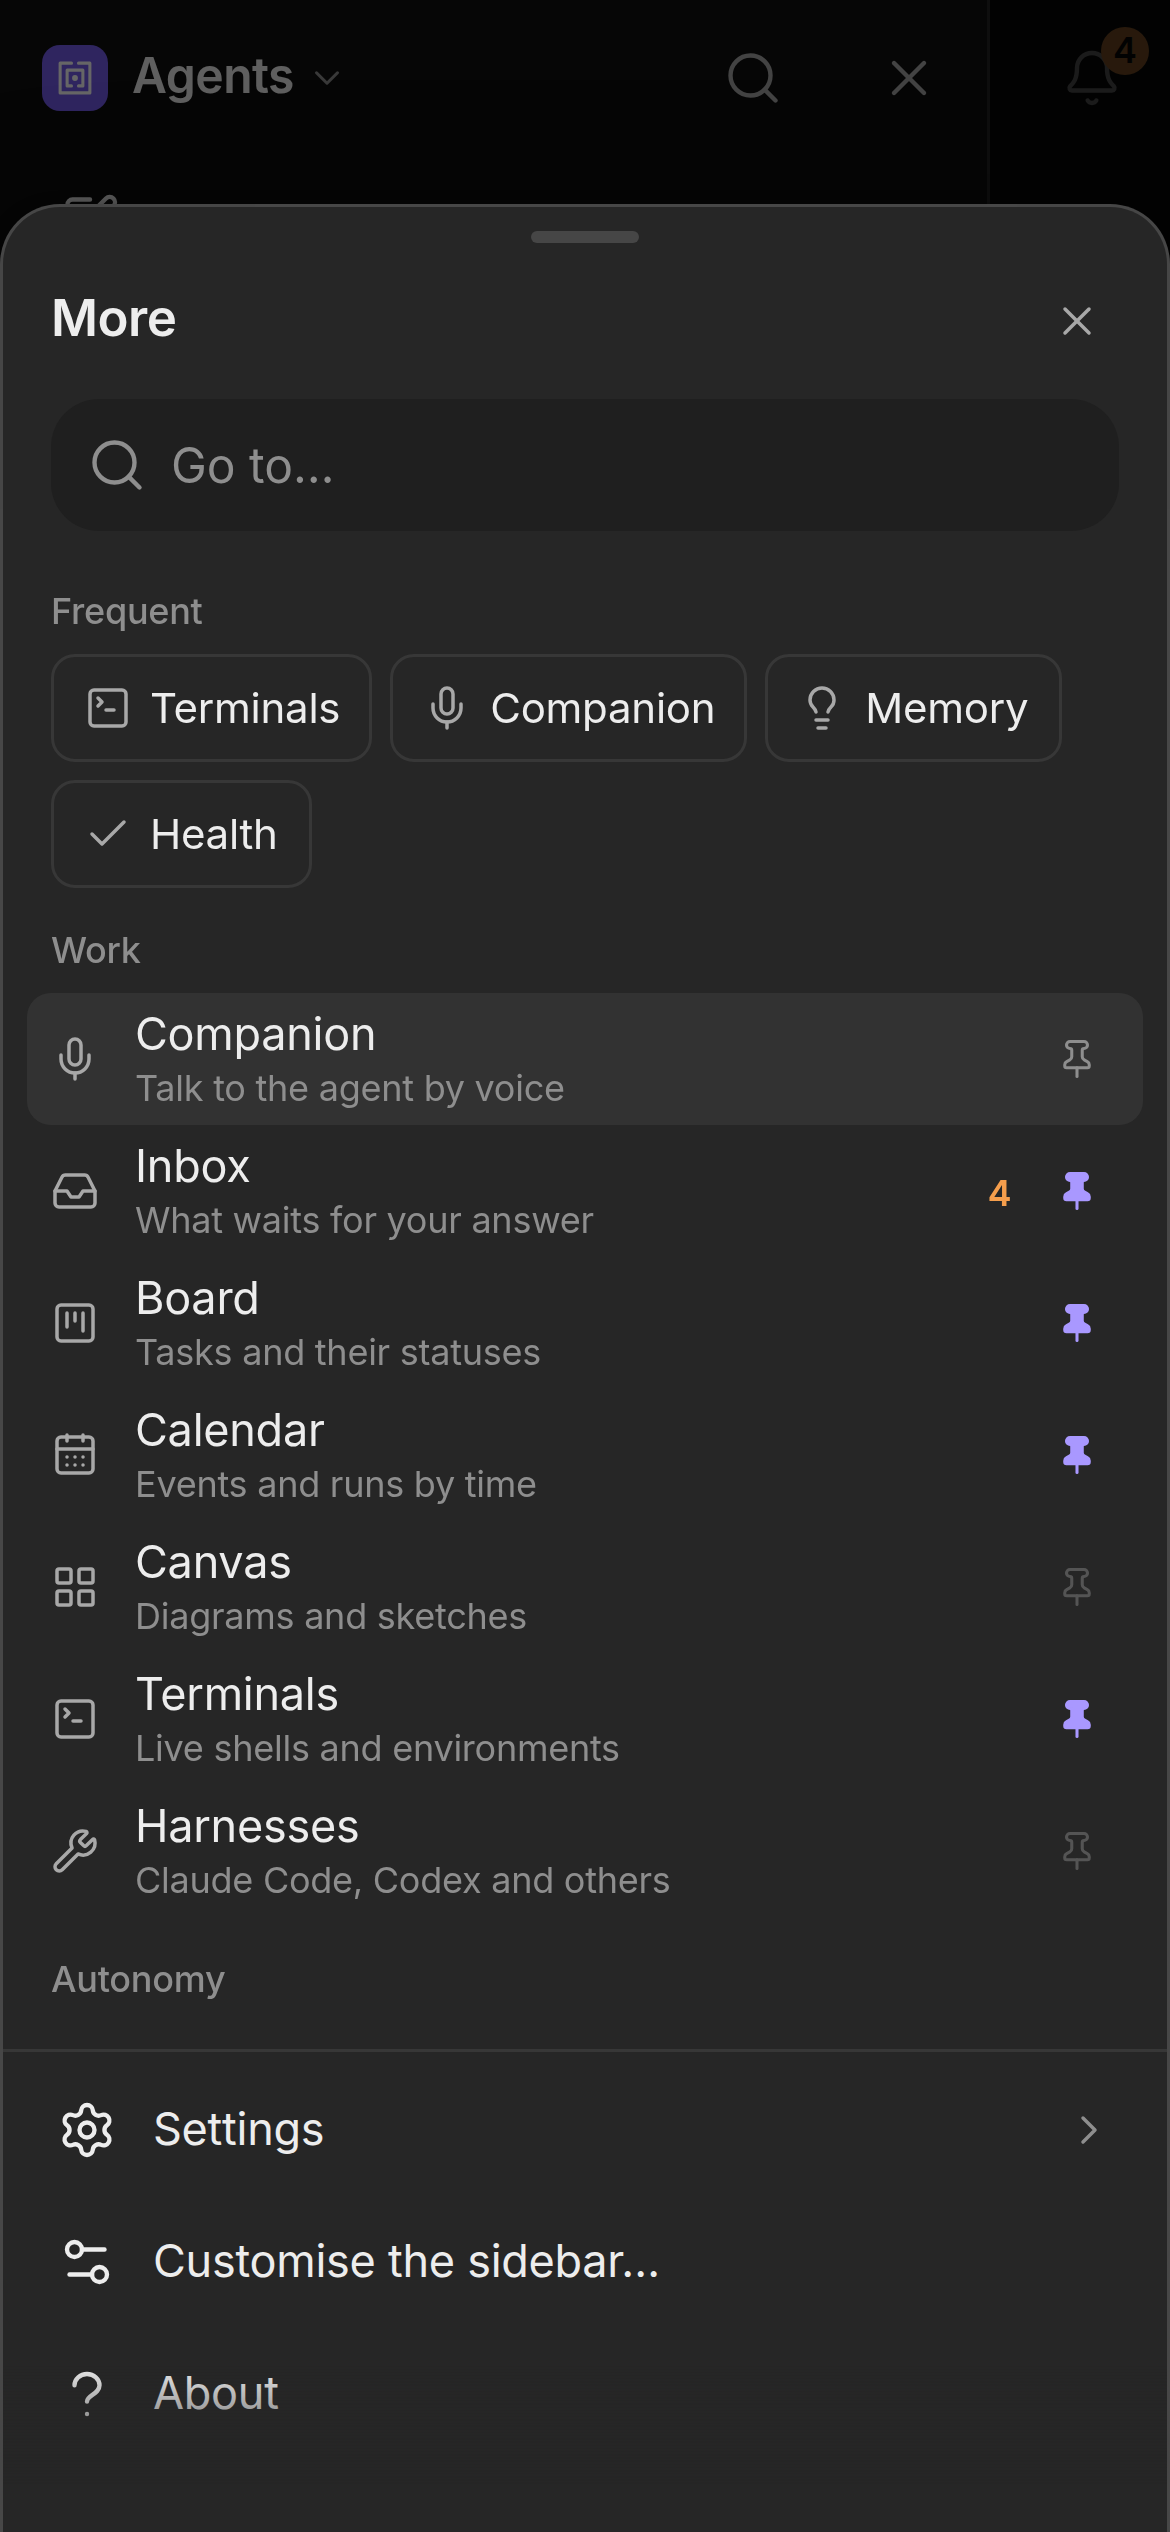 Agents
4
More
Go to...
Frequent
Terminals
Companion
Memory
Health
Work
Companion
Talk to the agent by voice
Inbox
What waits for your answer
4
Board
Tasks and their statuses
Calendar
Events and runs by time
Canvas
Diagrams and sketches
Terminals
Live shells and environments
Harnesses
Claude Code, Codex and others
Autonomy
Settings
Customise the sidebar...
About